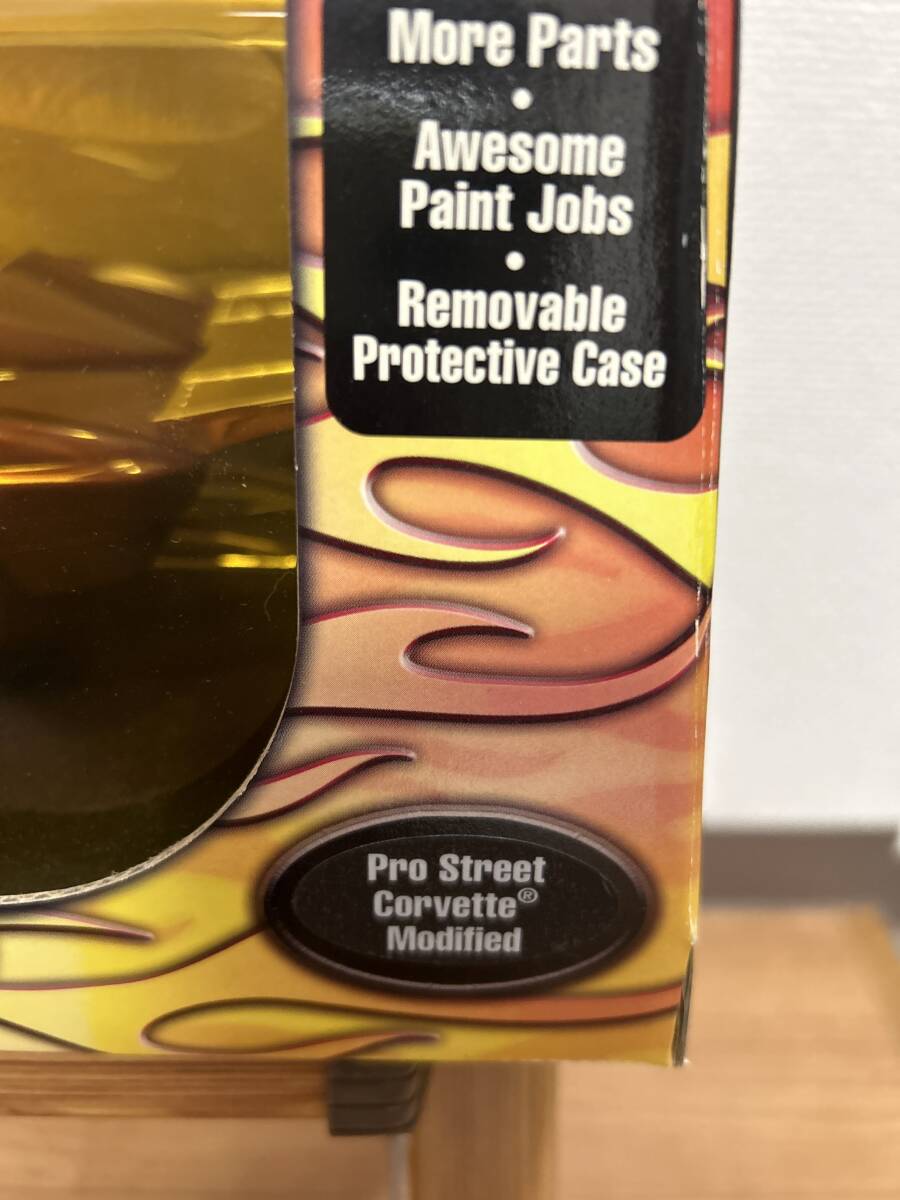 More Parts
•
Awesome
Paint Jobs
•
Removable
Protective Case
Pro Street
Corvette®
Modified